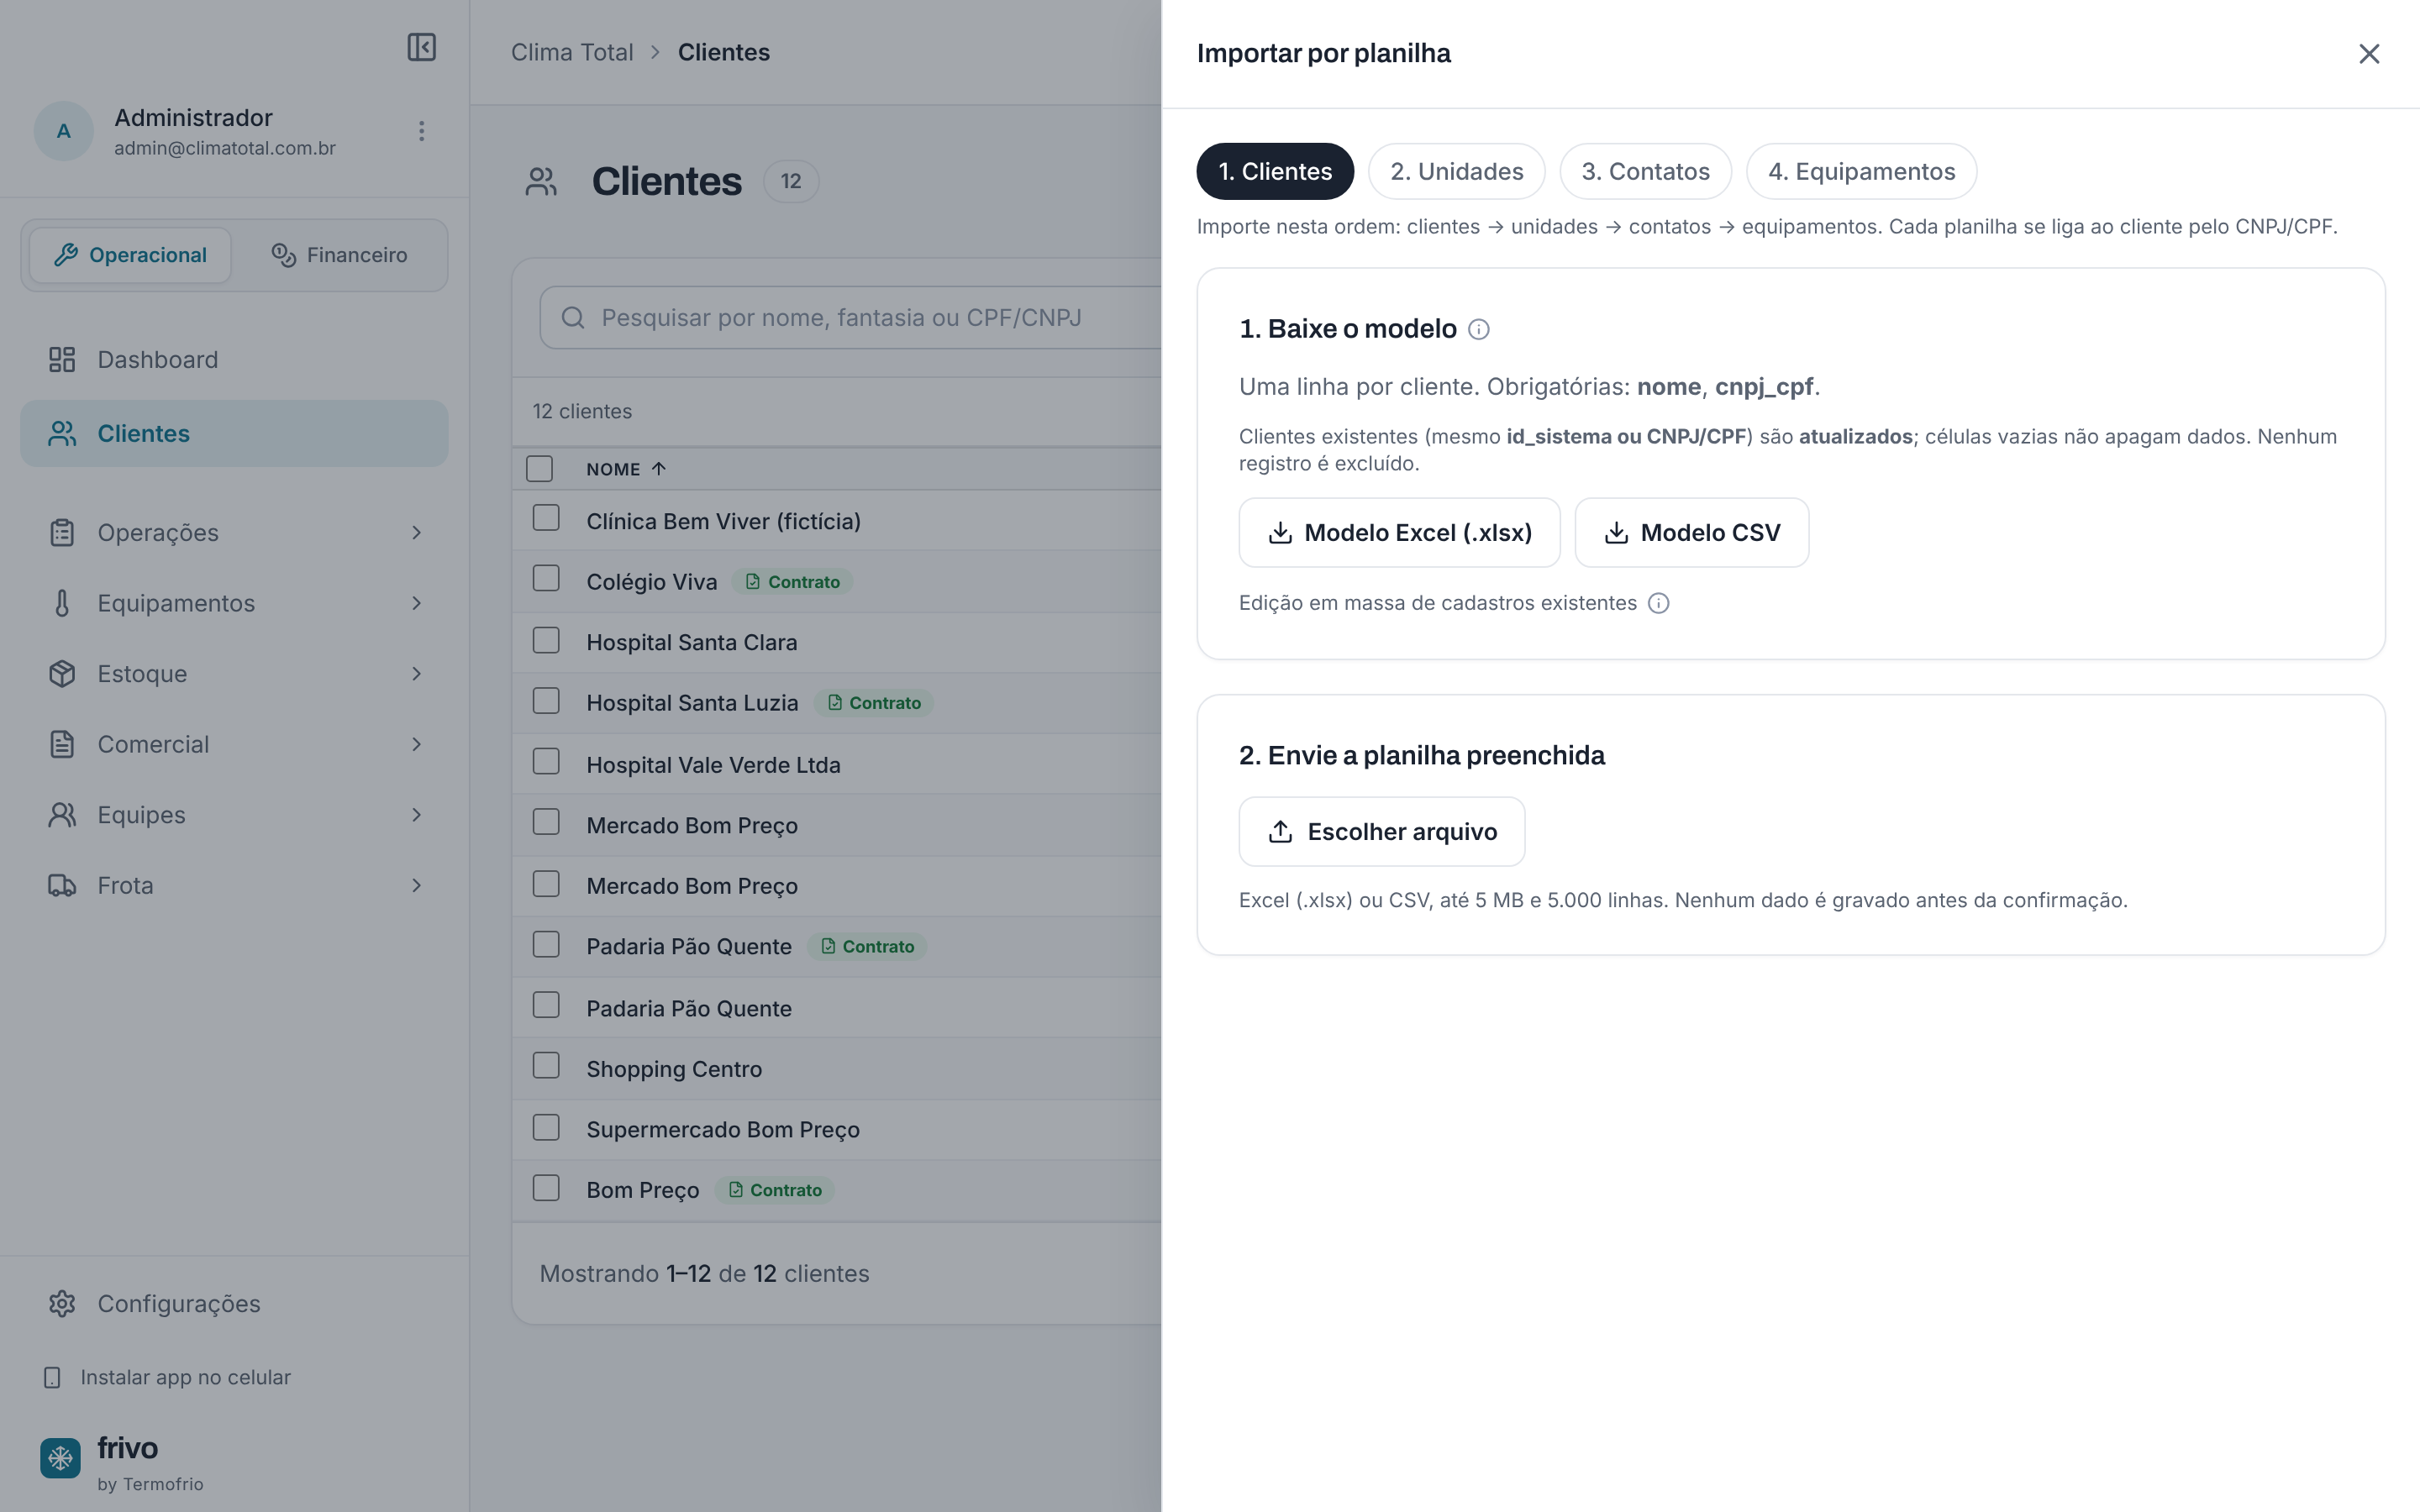 A
Administrador
admin@climatotal.com.br
Operacional
Financeiro
Dashboard
Clientes
Operações
Equipamentos
Estoque
Comercial
Equipes
Frota
Configurações
Instalar app no celular
frivo
by Termofrio
Clima Total > Clientes
Clientes 12
Pesquisar por nome, fantasia ou CPF/CNPJ
12 clientes
NOME ↑
Clínica Bem Viver (fictícia)
Colégio Viva Contrato
Hospital Santa Clara
Hospital Santa Luzia Contrato
Hospital Vale Verde Ltda
Mercado Bom Preço
Mercado Bom Preço
Padaria Pão Quente Contrato
Padaria Pão Quente
Shopping Centro
Supermercado Bom Preço
Bom Preço Contrato
Mostrando 1–12 de 12 clientes
Importar por planilha
1. Clientes 2. Unidades 3. Contatos 4. Equipamentos
Importe nesta ordem: clientes → unidades → contatos → equipamentos. Cada planilha se liga ao cliente pelo CNPJ/CPF.
1. Baixe o modelo
Uma linha por cliente. Obrigatórias: nome, cnpj_cpf.
Clientes existentes (mesmo id_sistema ou CNPJ/CPF) são atualizados; células vazias não apagam dados. Nenhum
registro é excluído.
Modelo Excel (.xlsx) Modelo CSV
Edição em massa de cadastros existentes
2. Envie a planilha preenchida
Escolher arquivo
Excel (.xlsx) ou CSV, até 5 MB e 5.000 linhas. Nenhum dado é gravado antes da confirmação.